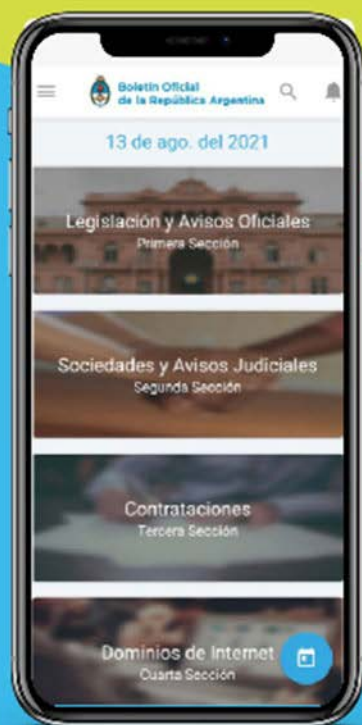 Boletín Oficial
de la República Argentina
13 de ago. del 2021
Legislación y Avisos Oficiales
Primera Sección
Sociedades y Avisos Judiciales
Segunda Sección
Contrataciones
Tercera Sección
Dominios de Internet
Cuarta Sección